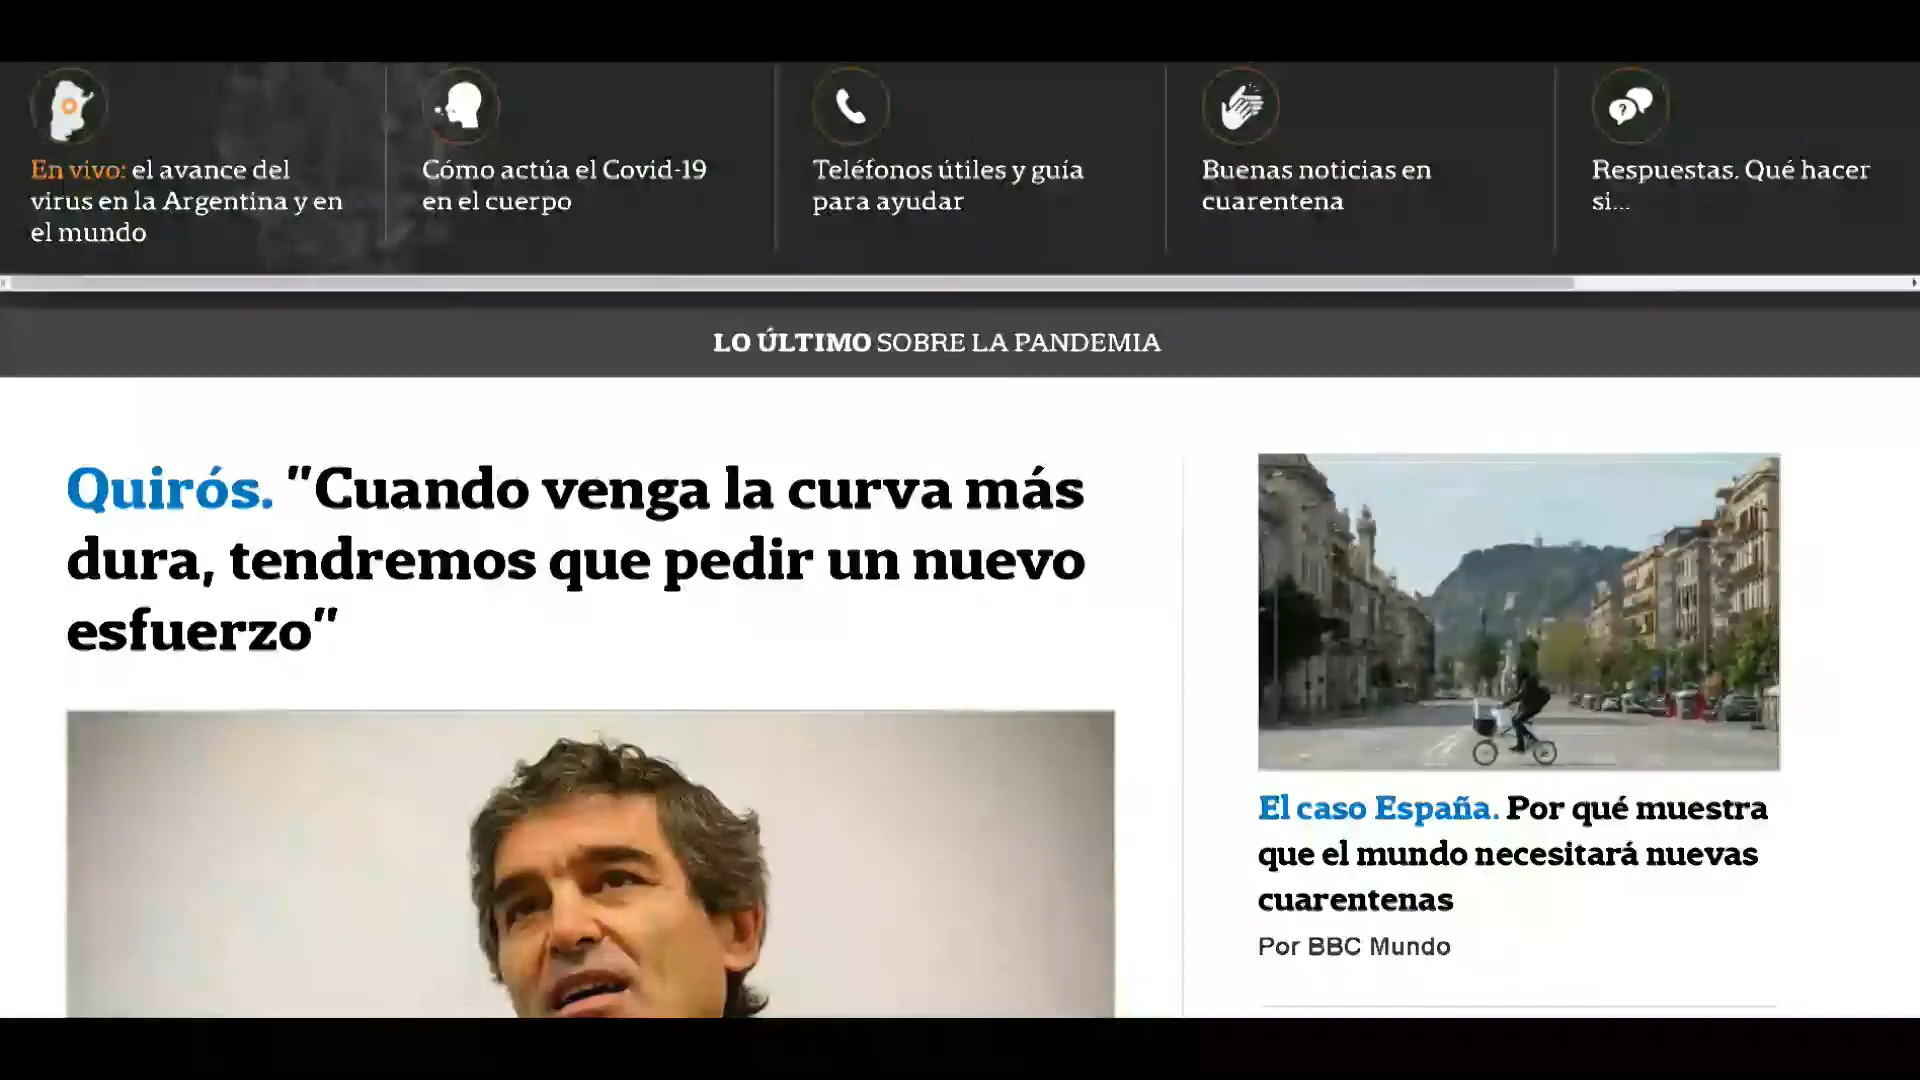 En vivo: el avance del
virus en la Argentina y en
el mundo
Cómo actúa el Covid-19
en el cuerpo
Teléfonos útiles y guía
para ayudar
Buenas noticias en
cuarentena
Respuestas. Qué hacer
si...
LO ÚLTIMO SOBRE LA PANDEMIA
Quirós. "Cuando venga la curva más
dura, tendremos que pedir un nuevo
esfuerzo"
El caso España. Por qué muestra
que el mundo necesitará nuevas
cuarentenas
Por BBC Mundo